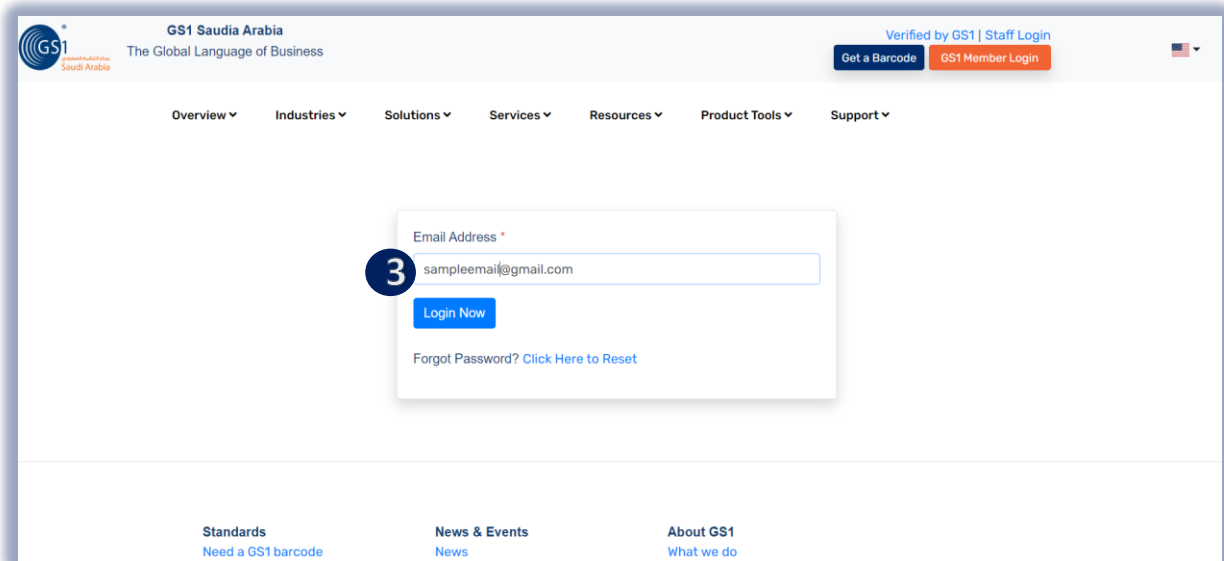 GS1
Saudi Arabia
GS1 Saudia Arabia
The Global Language of Business
Verified by GS1 | Staff Login
Get a Barcode
GS1 Member Login
Overview
Industries
Solutions
Services
Resources
Product Tools
Support
Email Address *
3
sampleemail@gmail.com
Login Now
Forgot Password? Click Here to Reset
Standards
News & Events
About GS1
Need a GS1 barcode
News
What we do